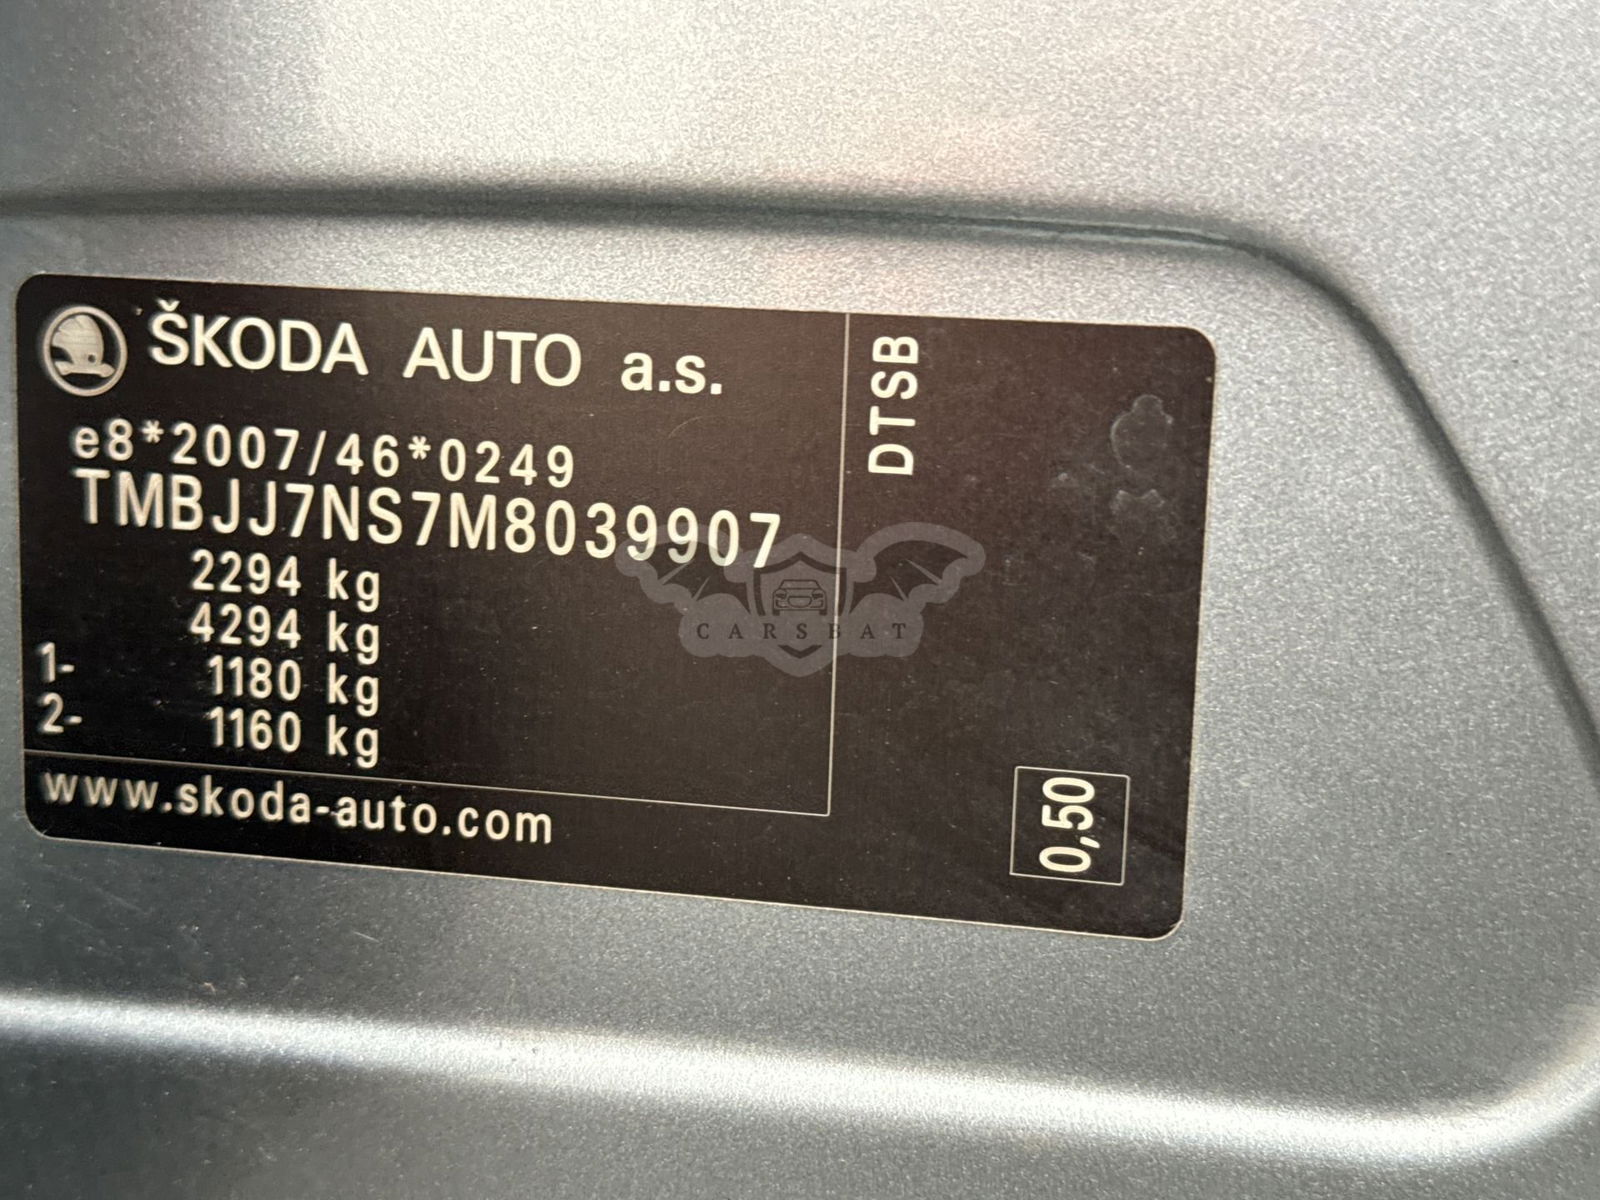 ŠKODA AUTO a.s.
e8*2007/46*0249
TMBJJ7NS7M8039907
2294 kg
4294 kg
1- 1180 kg
2- 1160 kg
www.skoda-auto.com
DTSB
0,50
CARSBAT